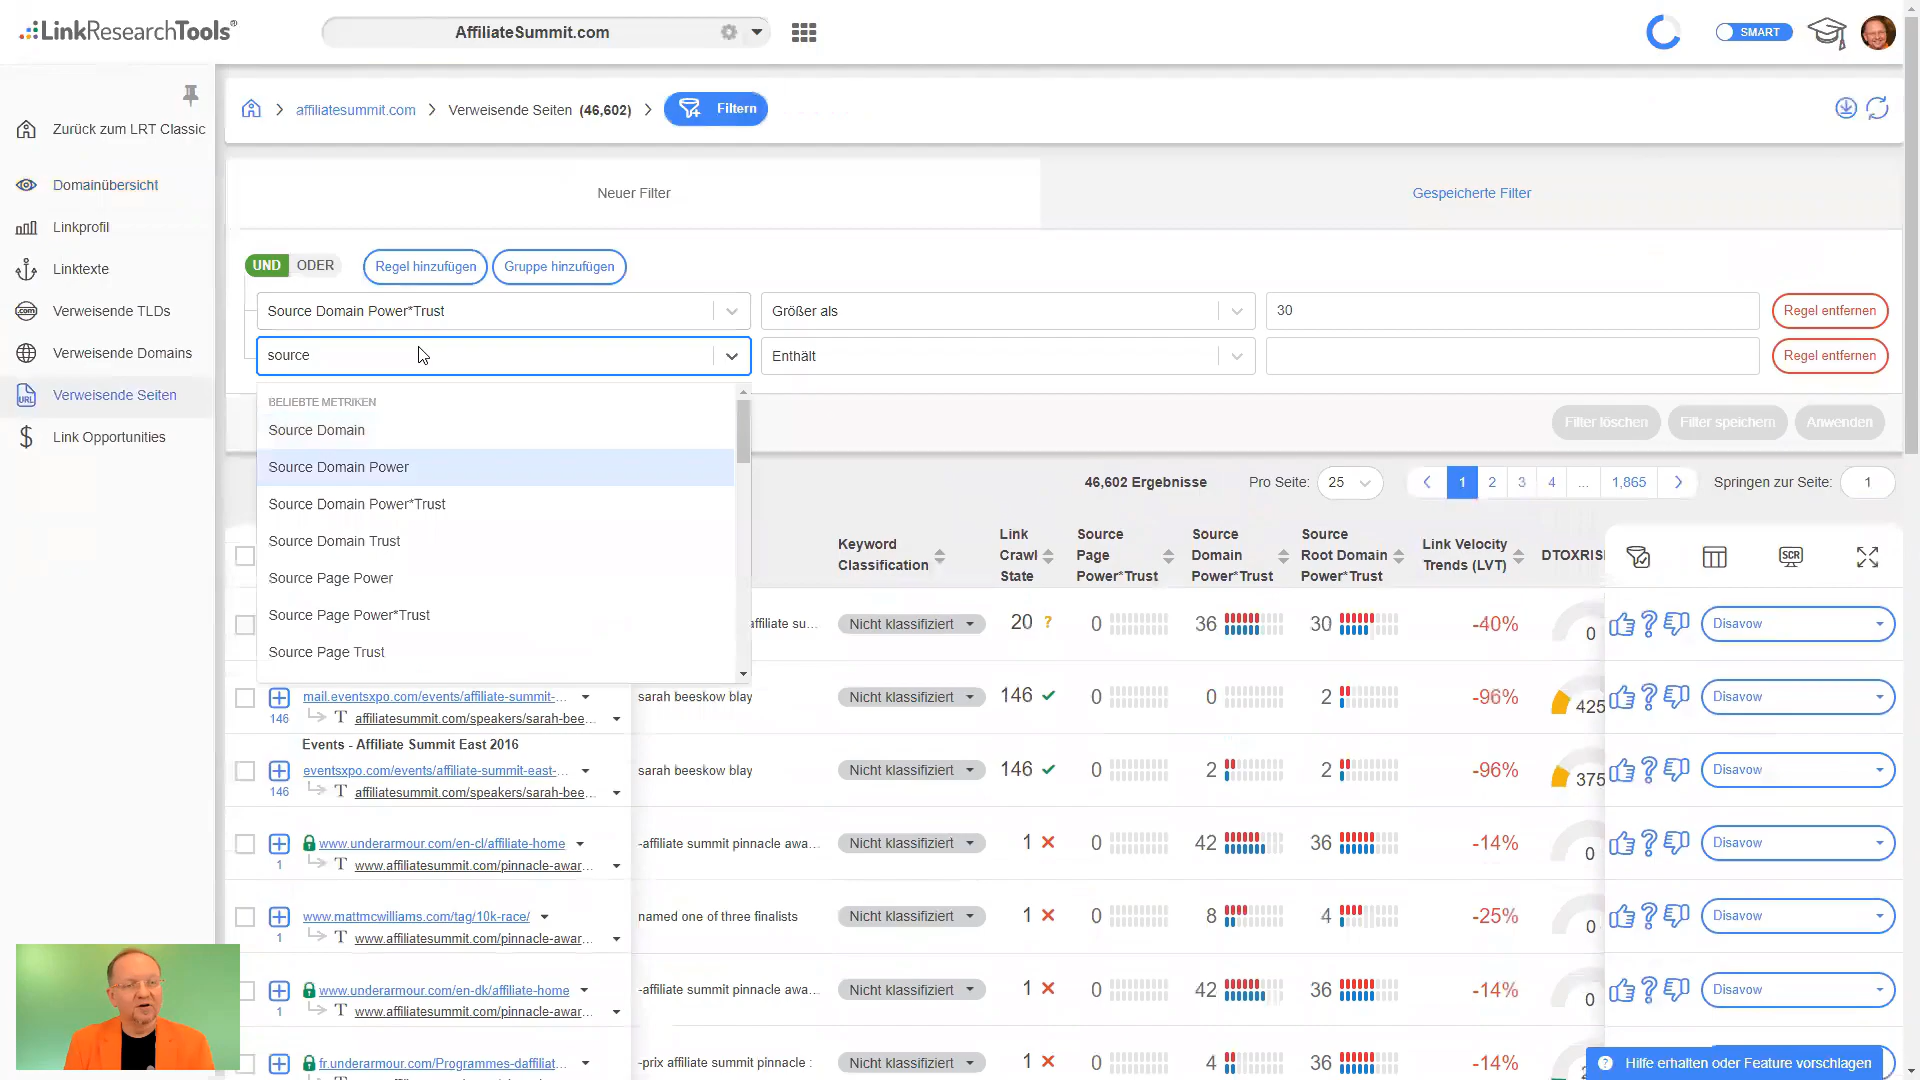 LinkResearchTools®
AffiliateSummit.com
SMART
Zurück zum LRT Classic
Domainübersicht
Linkprofil
Linktexte
Verweisende TLDs
Verweisende Domains
Verweisende Seiten
Link Opportunities
affiliatesummit.com
Verweisende Seiten (46,602)
Filtern
Neuer Filter
Gespeicherte Filter
UND ODER
Regel hinzufügen
Gruppe hinzufügen
Source Domain Power*Trust
Größer als
30
Regel entfernen
source
Enthält
Regel entfernen
BELIEBTE METRIKEN
Source Domain
Source Domain Power
Source Domain Power*Trust
Source Domain Trust
Source Page Power
Source Page Power*Trust
Source Page Trust
Filter löschen
Filter speichern
Anwenden
46,602 Ergebnisse
Pro Seite: 25
1 2 3 4 ... 1,865
Springen zur Seite: 1
Keyword Classification
Link Crawl State
Source Page Power*Trust
Source Domain Power*Trust
Source Root Domain Power*Trust
Link Velocity Trends (LVT)
DTOXRIS
SCR
affiliate su... Nicht klassifiziert 20 ? 0 36 30 -40% 0 Disavow
mail.eventsxpo.com/events/affiliate-summit-... sarah beeskow blay Nicht klassifiziert 146 0 0 2 -96% 425 Disavow
146 T affiliatesummit.com/speakers/sarah-bee...
Events - Affiliate Summit East 2016
eventsxpo.com/events/affiliate-summit-east-... sarah beeskow blay Nicht klassifiziert 146 0 2 2 -96% 375 Disavow
146 T affiliatesummit.com/speakers/sarah-bee...
www.underarmour.com/en-cl/affiliate-home -affiliate summit pinnacle awa... Nicht klassifiziert 1 0 42 36 -14% 0 Disavow
1 T www.affiliatesummit.com/pinnacle-awar...
www.mattmcwilliams.com/tag/10k-race/ named one of three finalists Nicht klassifiziert 1 0 8 4 -25% 0 Disavow
1 T www.affiliatesummit.com/pinnacle-awar...
www.underarmour.com/en-dk/affiliate-home -affiliate summit pinnacle awa... Nicht klassifiziert 1 0 42 36 -14% 0 Disavow
1 T www.affiliatesummit.com/pinnacle-awar...
fr.underarmour.com/Programmes-daffiliat... -prix affiliate summit pinnacle : Nicht klassifiziert 1 0 4 36 -14%
Hilfe erhalten oder Feature vorschlagen